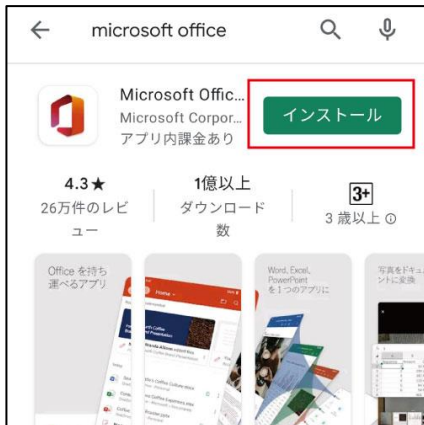 microsoft office
Microsoft Offic...
Microsoft Corpor...
アプリ内課金あり
インストール
4.3★
26万件のレビ
ュー
1億以上
ダウンロード
数
3+
3 歳以上
Office を持ち
運べるアプリ
Home
Word, Excel,
PowerPoint
を 1 つのアプリに
写真をドキュ
ントに変換